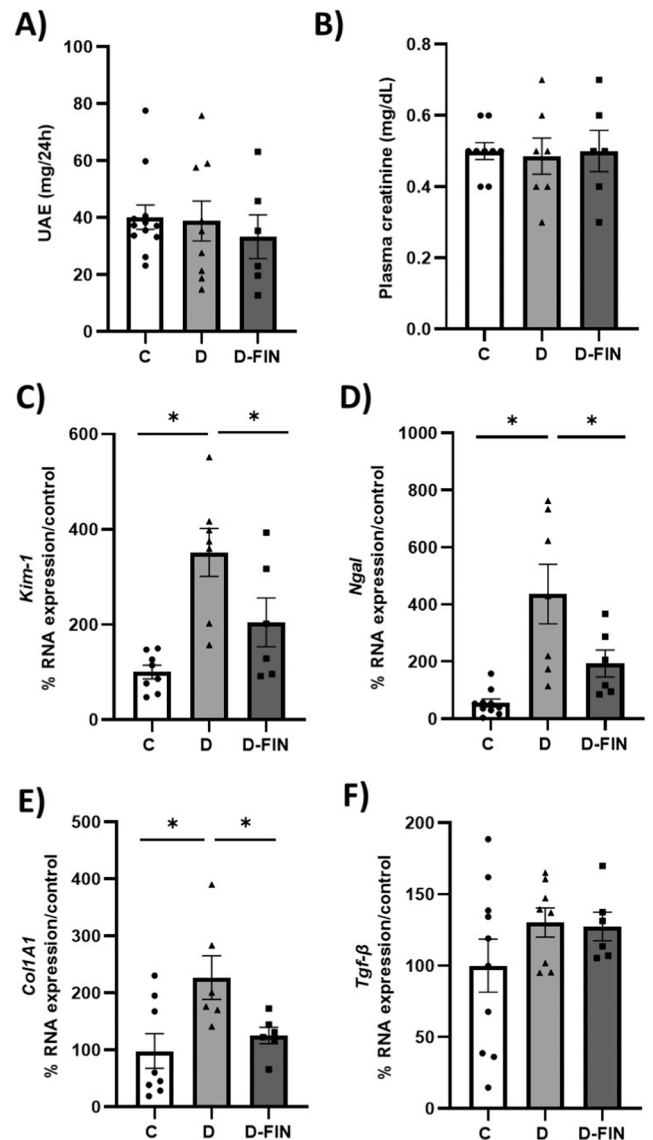 A)
UAE (mg/24h)
100
80
60
40
20
0
C D D-FIN
B)
Plasma creatinine (mg/dL)
0.8
0.6
0.4
0.2
0.0
C D D-FIN
C)
Kim-1
% RNA expression/control
600
400
200
0
* *
C D D-FIN
D)
Ngal
% RNA expression/control
1000
800
600
400
200
0
* *
C D D-FIN
E)
Col1A1
% RNA expression/control
500
400
300
200
100
0
* *
C D D-FIN
F)
Tgf-β
% RNA expression/control
200
150
100
50
0
C D D-FIN